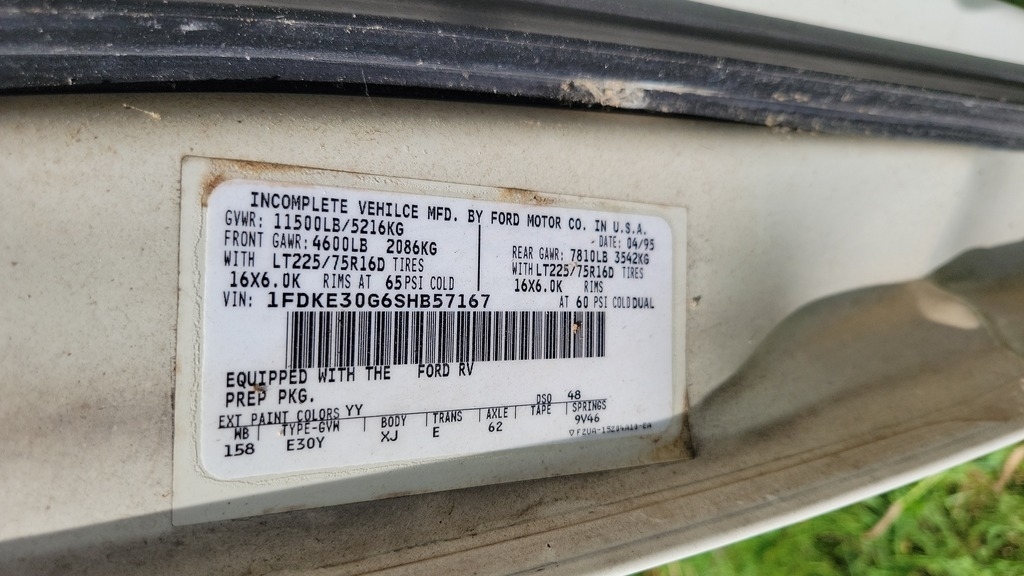 INCOMPLETE VEHILCE MFD. BY FORD MOTOR CO. IN U.S.A.
GVWR: 11500LB/5216KG
DATE: 04/95
FRONT GAWR: 4600LB 2086KG
REAR GAWR: 7810LB 3542KG
WITH LT225/75R16D TIRES
WITH LT225/75R16D TIRES
16X6.0K RIMS AT 65 PSI COLD
16X6.0K RIMS
VIN: 1FDKE30G6SHB57167
AT 60 PSI COLD DUAL
EQUIPPED WITH THE FORD RV
PREP PKG.
DSO 48
EXT PAINT COLORS YY
WB TYPE-GVW BODY TRANS AXLE TAPE SPRINGS
158 E30Y XJ E 62 9V46